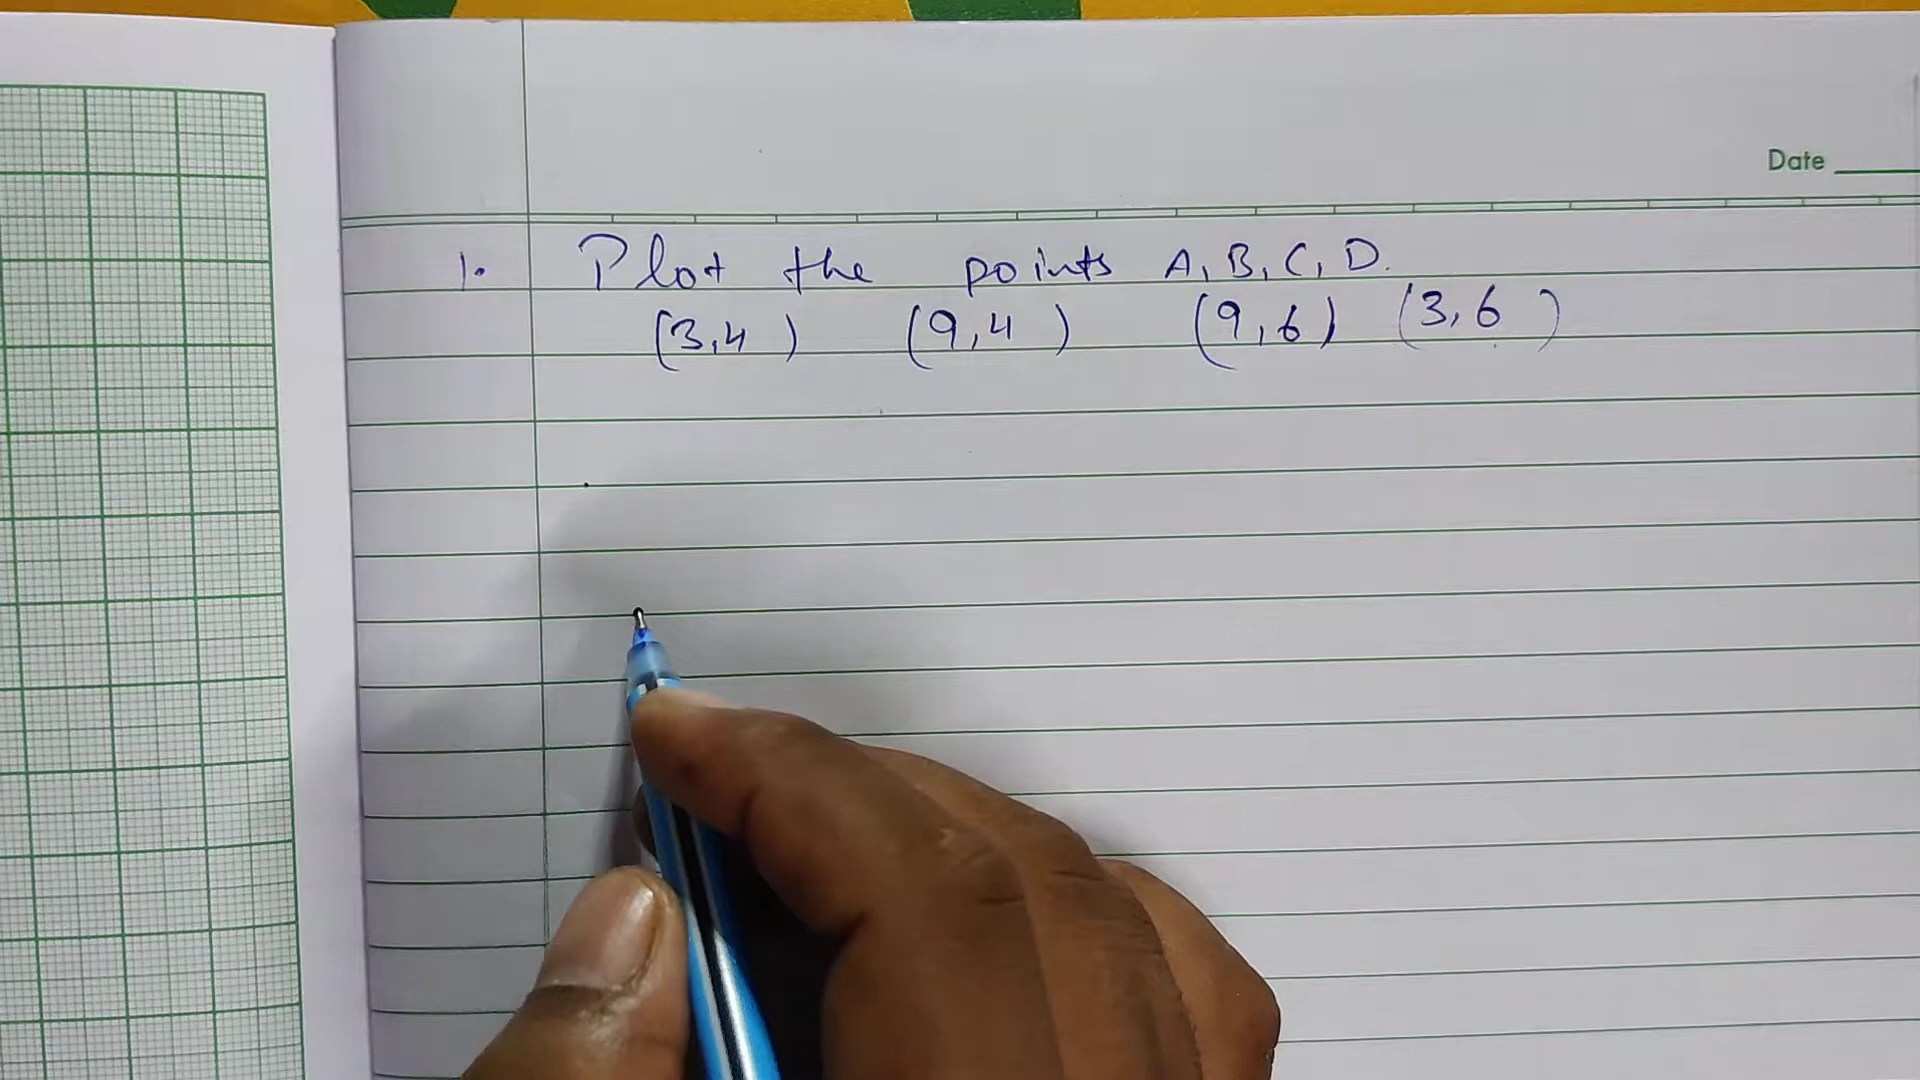 Date
1. Plot the points A, B, C, D.
(3,4) (9,4) (9,6) (3,6)